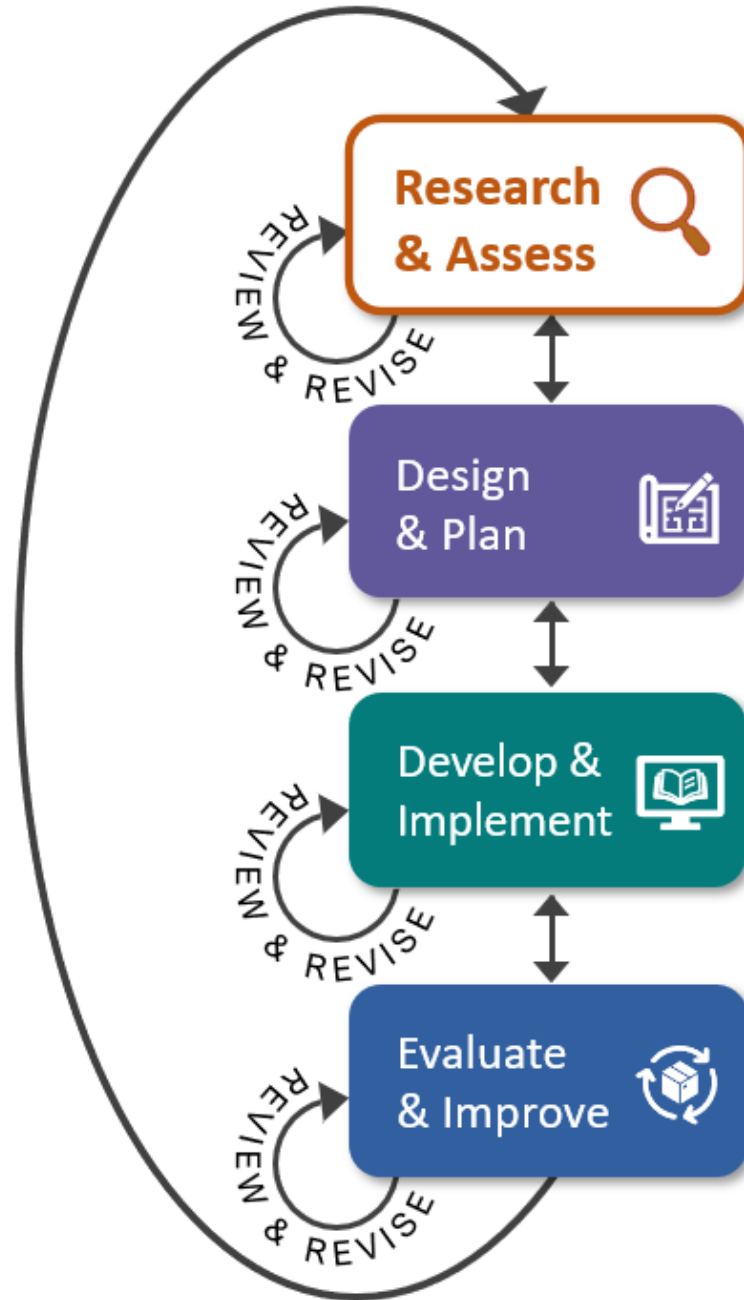 Research
& Assess
REVIEW & REVISE
Design
& Plan
REVIEW & REVISE
Develop &
Implement
REVIEW & REVISE
Evaluate
& Improve
REVIEW & REVISE